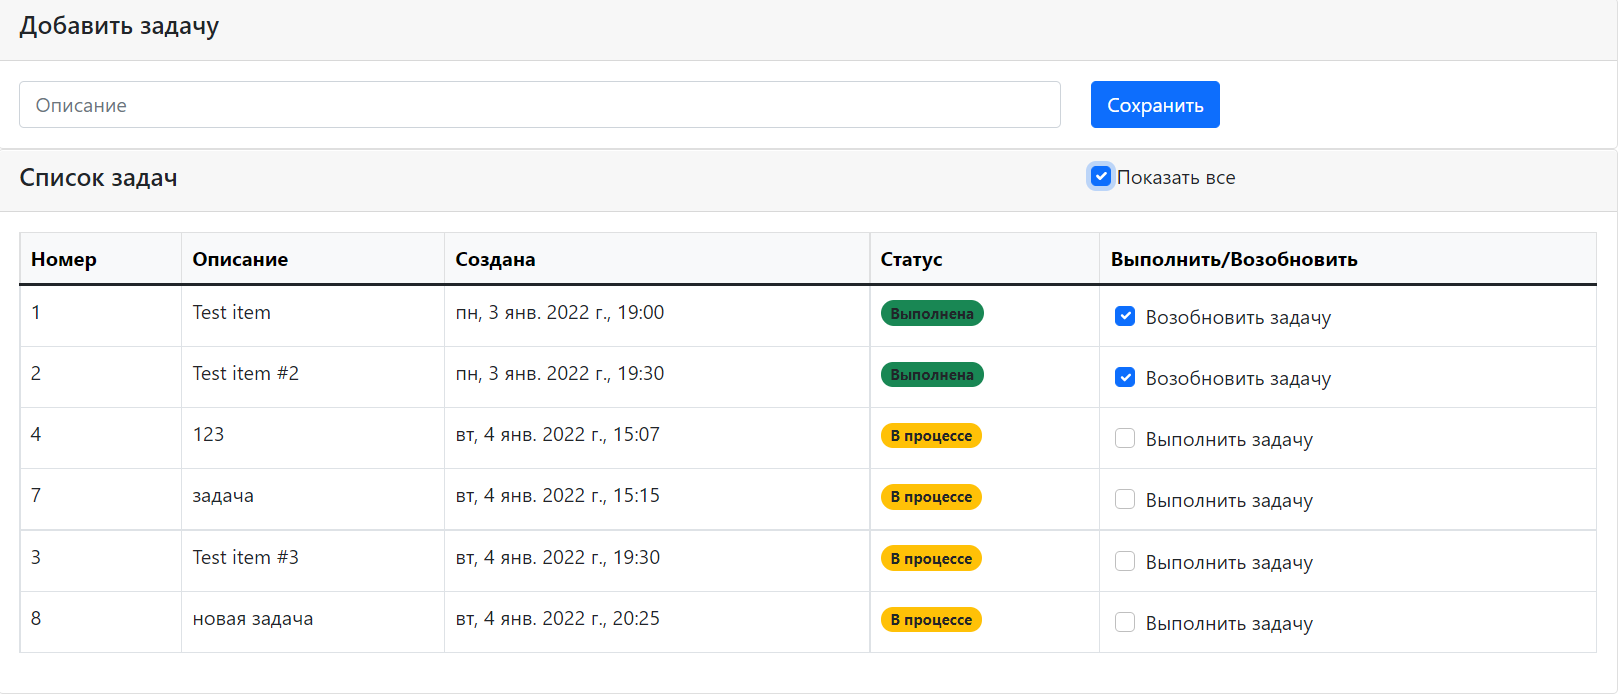 Добавить задачу
Описание Сохранить
Список задач Показать все
Номер Описание Создана Статус Выполнить/Возобновить
1 Test item пн, 3 янв. 2022 г., 19:00 Выполнена Возобновить задачу
2 Test item #2 пн, 3 янв. 2022 г., 19:30 Выполнена Возобновить задачу
4 123 вт, 4 янв. 2022 г., 15:07 В процессе Выполнить задачу
7 задача вт, 4 янв. 2022 г., 15:15 В процессе Выполнить задачу
3 Test item #3 вт, 4 янв. 2022 г., 19:30 В процессе Выполнить задачу
8 новая задача вт, 4 янв. 2022 г., 20:25 В процессе Выполнить задачу